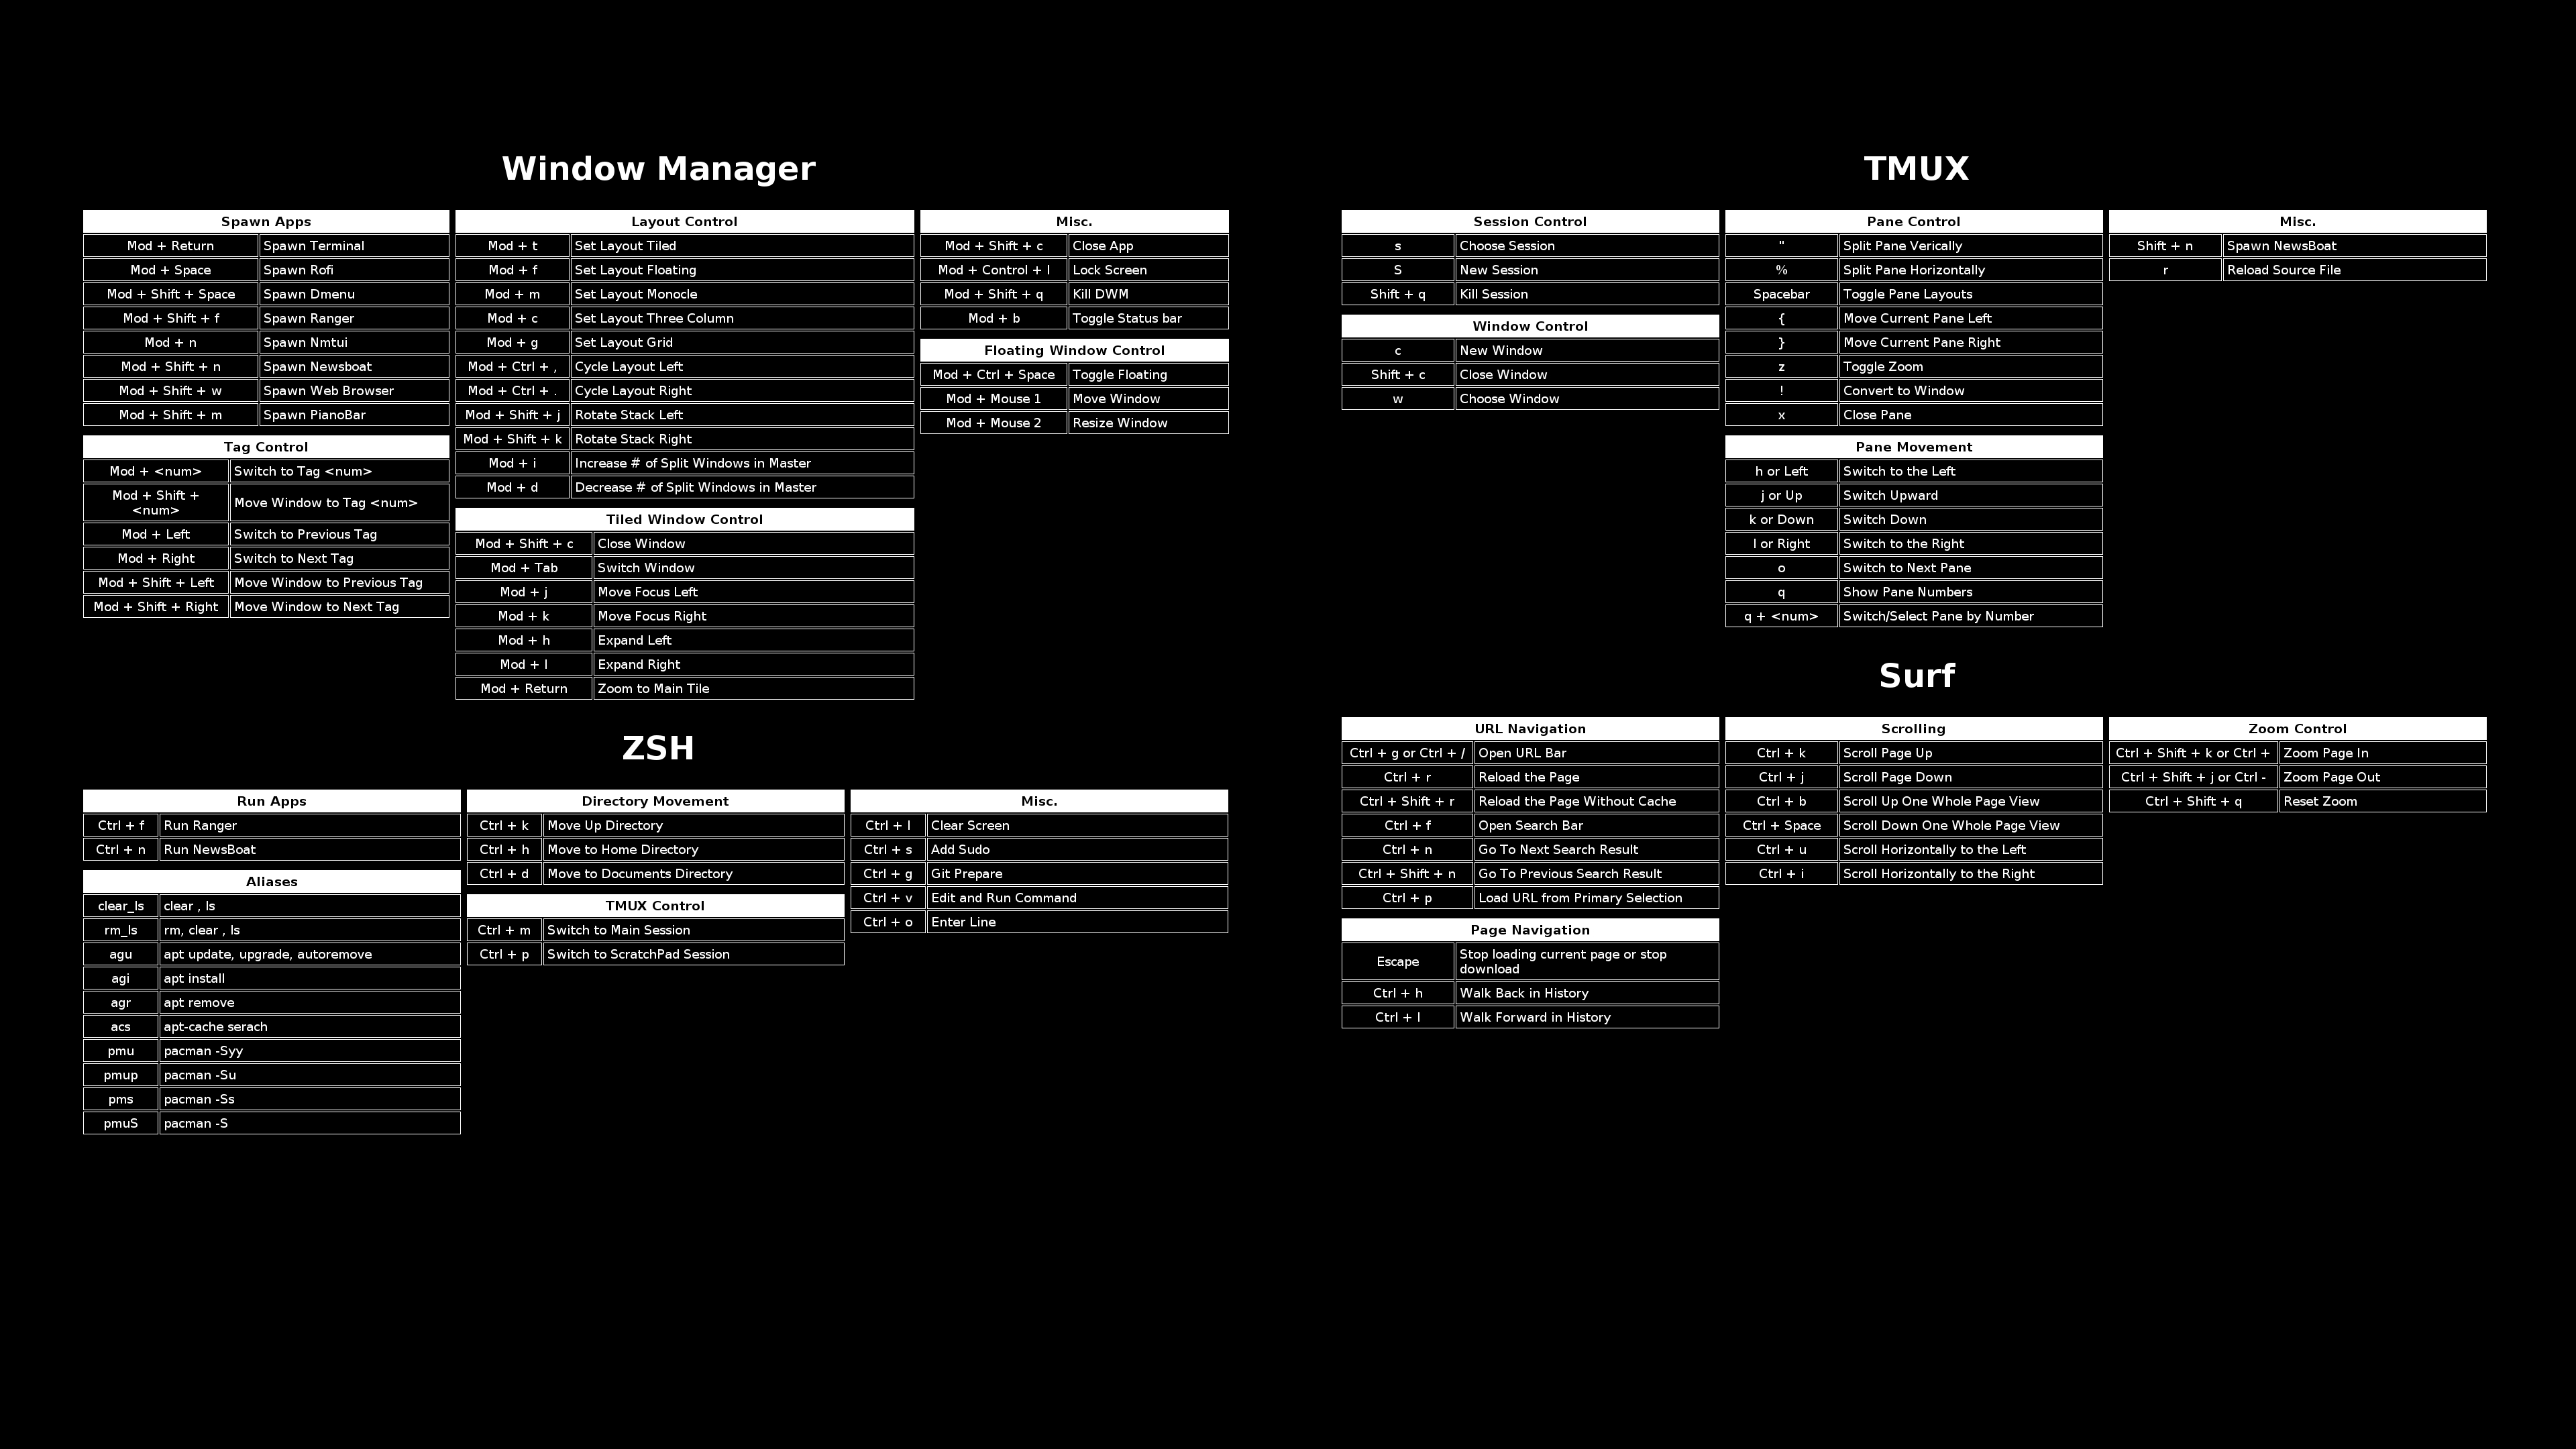 Window Manager
Spawn Apps
Mod + Return Spawn Terminal
Mod + Space Spawn Rofi
Mod + Shift + Space Spawn Dmenu
Mod + Shift + f Spawn Ranger
Mod + n Spawn Nmtui
Mod + Shift + n Spawn Newsboat
Mod + Shift + w Spawn Web Browser
Mod + Shift + m Spawn PianoBar
Tag Control
Mod + <num> Switch to Tag <num>
Mod + Shift +
<num> Move Window to Tag <num>
Mod + Left Switch to Previous Tag
Mod + Right Switch to Next Tag
Mod + Shift + Left Move Window to Previous Tag
Mod + Shift + Right Move Window to Next Tag
Layout Control
Mod + t Set Layout Tiled
Mod + f Set Layout Floating
Mod + m Set Layout Monocle
Mod + c Set Layout Three Column
Mod + g Set Layout Grid
Mod + Ctrl + , Cycle Layout Left
Mod + Ctrl + . Cycle Layout Right
Mod + Shift + j Rotate Stack Left
Mod + Shift + k Rotate Stack Right
Mod + i Increase # of Split Windows in Master
Mod + d Decrease # of Split Windows in Master
Tiled Window Control
Mod + Shift + c Close Window
Mod + Tab Switch Window
Mod + j Move Focus Left
Mod + k Move Focus Right
Mod + h Expand Left
Mod + l Expand Right
Mod + Return Zoom to Main Tile
Misc.
Mod + Shift + c Close App
Mod + Control + l Lock Screen
Mod + Shift + q Kill DWM
Mod + b Toggle Status bar
Floating Window Control
Mod + Ctrl + Space Toggle Floating
Mod + Mouse 1 Move Window
Mod + Mouse 2 Resize Window
ZSH
Run Apps
Ctrl + f Run Ranger
Ctrl + n Run NewsBoat
Aliases
clear_ls clear , ls
rm_ls rm, clear , ls
agu apt update, upgrade, autoremove
agi apt install
agr apt remove
acs apt-cache serach
pmu pacman -Syy
pmup pacman -Su
pms pacman -Ss
pmuS pacman -S
Directory Movement
Ctrl + k Move Up Directory
Ctrl + h Move to Home Directory
Ctrl + d Move to Documents Directory
TMUX Control
Ctrl + m Switch to Main Session
Ctrl + p Switch to ScratchPad Session
Misc.
Ctrl + l Clear Screen
Ctrl + s Add Sudo
Ctrl + g Git Prepare
Ctrl + v Edit and Run Command
Ctrl + o Enter Line
TMUX
Session Control
s Choose Session
S New Session
Shift + q Kill Session
Window Control
c New Window
Shift + c Close Window
w Choose Window
Pane Control
" Split Pane Verically
% Split Pane Horizontally
Spacebar Toggle Pane Layouts
{ Move Current Pane Left
} Move Current Pane Right
z Toggle Zoom
! Convert to Window
x Close Pane
Pane Movement
h or Left Switch to the Left
j or Up Switch Upward
k or Down Switch Down
l or Right Switch to the Right
o Switch to Next Pane
q Show Pane Numbers
q + <num> Switch/Select Pane by Number
Misc.
Shift + n Spawn NewsBoat
r Reload Source File
Surf
URL Navigation
Ctrl + g or Ctrl + / Open URL Bar
Ctrl + r Reload the Page
Ctrl + Shift + r Reload the Page Without Cache
Ctrl + f Open Search Bar
Ctrl + n Go To Next Search Result
Ctrl + Shift + n Go To Previous Search Result
Ctrl + p Load URL from Primary Selection
Page Navigation
Escape Stop loading current page or stop
download
Ctrl + h Walk Back in History
Ctrl + l Walk Forward in History
Scrolling
Ctrl + k Scroll Page Up
Ctrl + j Scroll Page Down
Ctrl + b Scroll Up One Whole Page View
Ctrl + Space Scroll Down One Whole Page View
Ctrl + u Scroll Horizontally to the Left
Ctrl + i Scroll Horizontally to the Right
Zoom Control
Ctrl + Shift + k or Ctrl + Zoom Page In
Ctrl + Shift + j or Ctrl - Zoom Page Out
Ctrl + Shift + q Reset Zoom